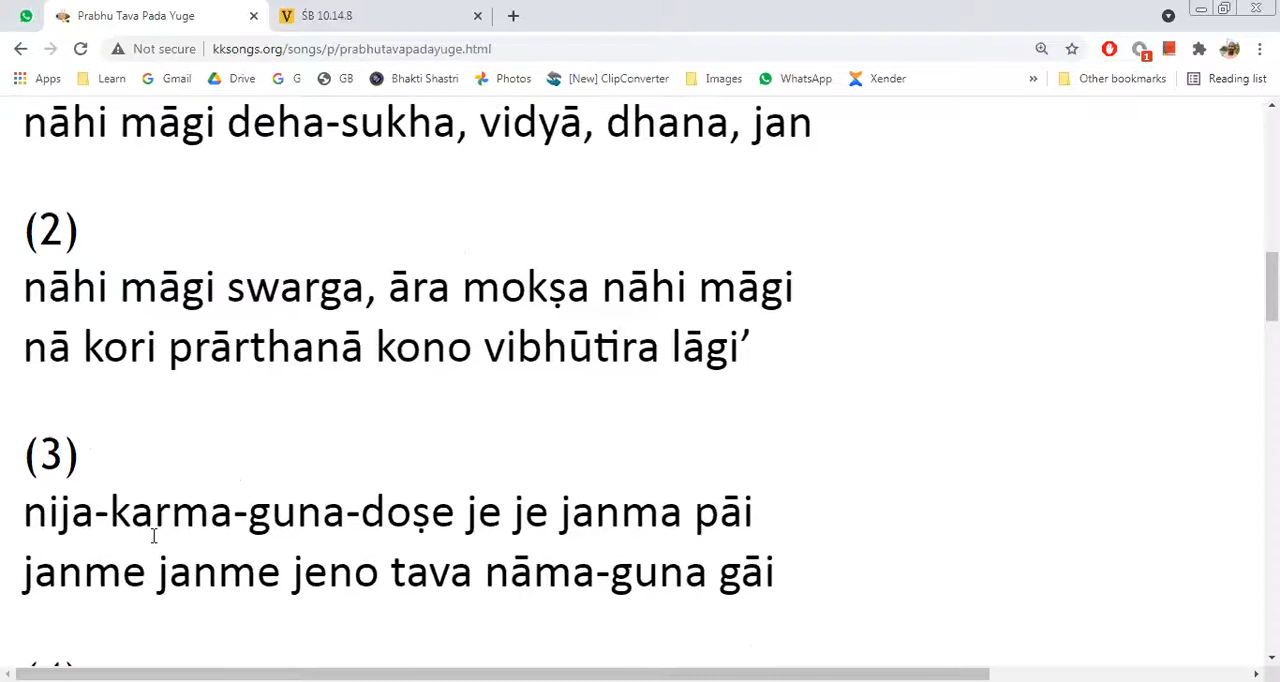 Prabhu Tava Pada Yuge
ŚB 10.14.8
Not secure
kksongs.org/songs/p/prabhutavapadayuge.html
1
Apps
Learn
Gmail
Drive
G
GB
Bhakti Shastri
Photos
[New] ClipConverter
Images
WhatsApp
Xender
»
Other bookmarks
Reading list
nāhi māgi deha-sukha, vidyā, dhana, jan
(2)
nāhi māgi swarga, āra mokṣa nāhi māgi
nā kori prārthanā kono vibhūtira lāgi’
(3)
nija-karma-guna-doṣe je je janma pāi
janme janme jeno tava nāma-guna gāi